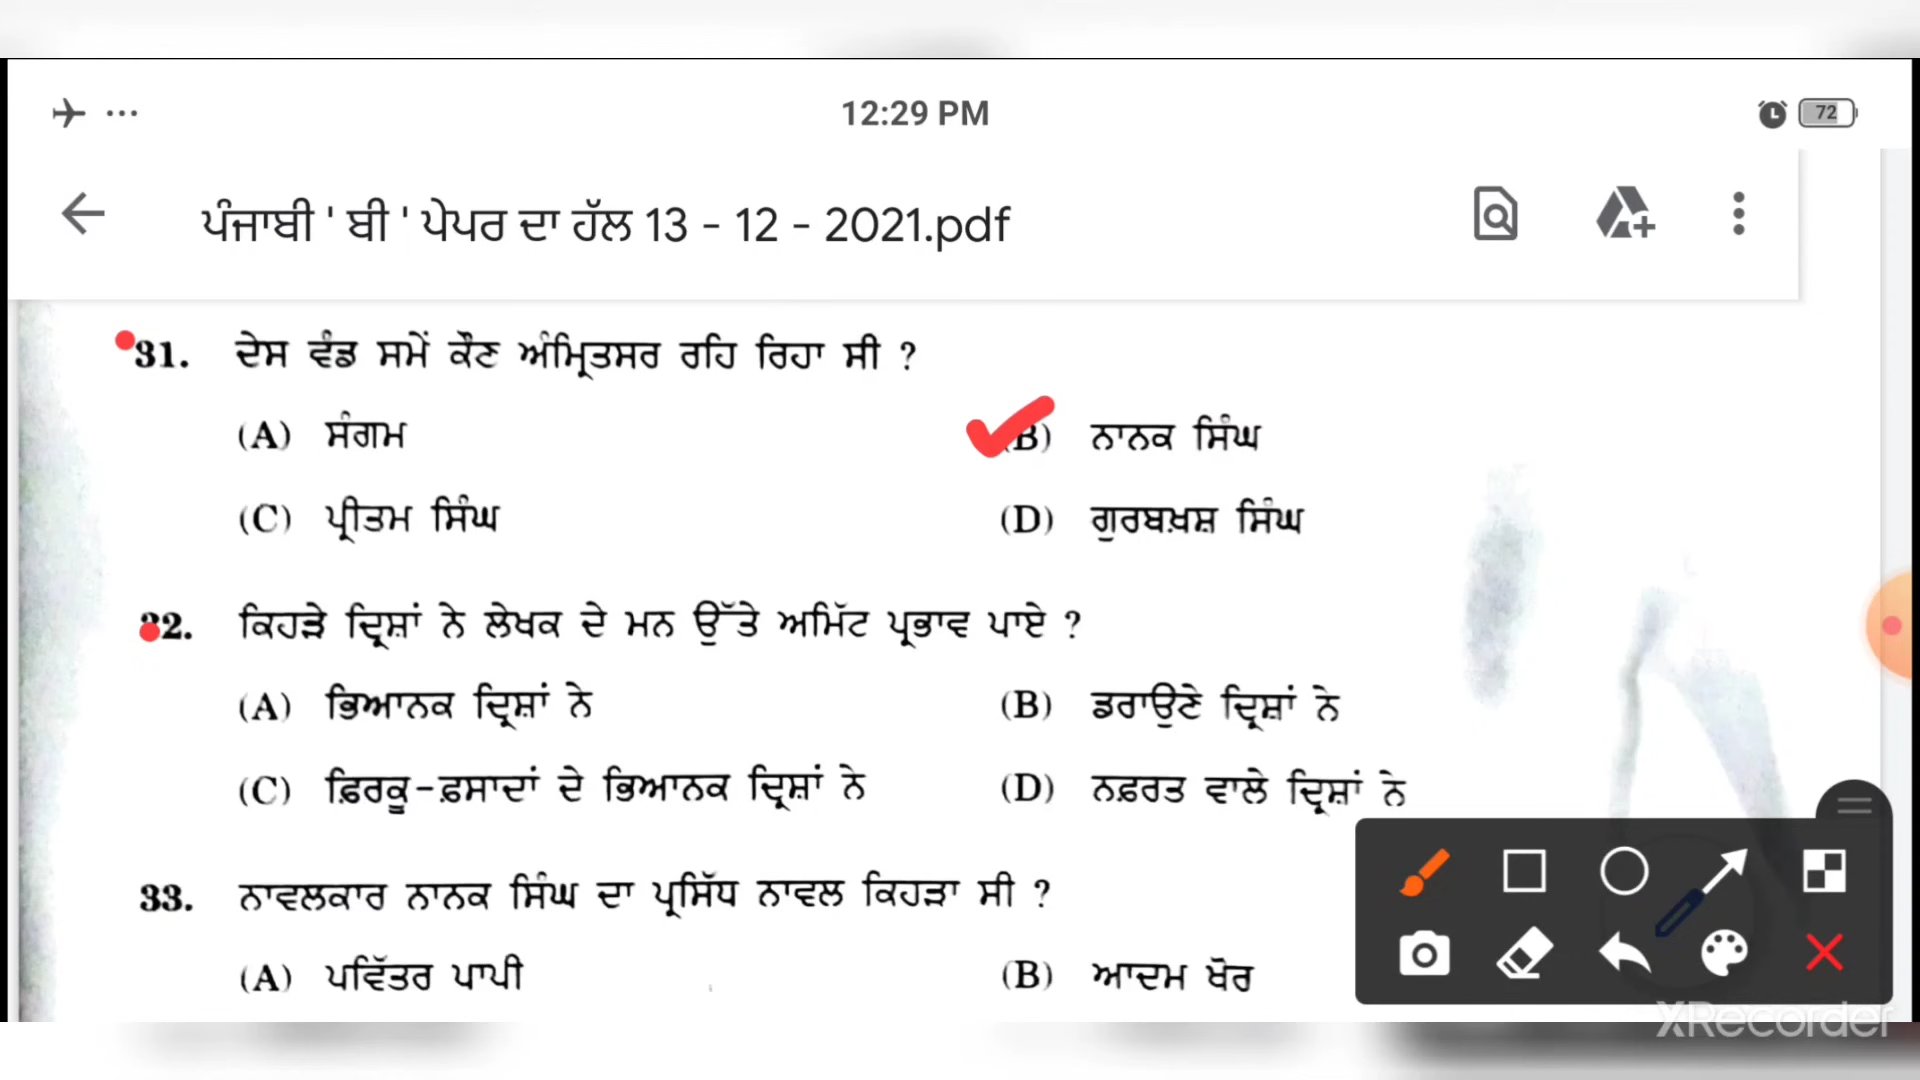 12:29 PM
72
ਪੰਜਾਬੀ ' ਬੀ ' ਪੇਪਰ ਦਾ ਹੱਲ 13 - 12 - 2021.pdf
31. ਦੇਸ ਵੰਡ ਸਮੇਂ ਕੌਣ ਅੰਮ੍ਰਿਤਸਰ ਰਹਿ ਰਿਹਾ ਸੀ ?
(A) ਸੰਗਮ (B) ਨਾਨਕ ਸਿੰਘ
(C) ਪ੍ਰੀਤਮ ਸਿੰਘ (D) ਗੁਰਬਖ਼ਸ਼ ਸਿੰਘ
32. ਕਿਹੜੇ ਦ੍ਰਿਸ਼ਾਂ ਨੇ ਲੇਖਕ ਦੇ ਮਨ ਉੱਤੇ ਅਮਿੱਟ ਪ੍ਰਭਾਵ ਪਾਏ ?
(A) ਭਿਆਨਕ ਦ੍ਰਿਸ਼ਾਂ ਨੇ (B) ਡਰਾਉਣੇ ਦ੍ਰਿਸ਼ਾਂ ਨੇ
(C) ਫ਼ਿਰਕੂ-ਫ਼ਸਾਦਾਂ ਦੇ ਭਿਆਨਕ ਦ੍ਰਿਸ਼ਾਂ ਨੇ (D) ਨਫ਼ਰਤ ਵਾਲੇ ਦ੍ਰਿਸ਼ਾਂ ਨੇ
33. ਨਾਵਲਕਾਰ ਨਾਨਕ ਸਿੰਘ ਦਾ ਪ੍ਰਸਿੱਧ ਨਾਵਲ ਕਿਹੜਾ ਸੀ ?
(A) ਪਵਿੱਤਰ ਪਾਪੀ (B) ਆਦਮ ਖੋਰ
XRecorder